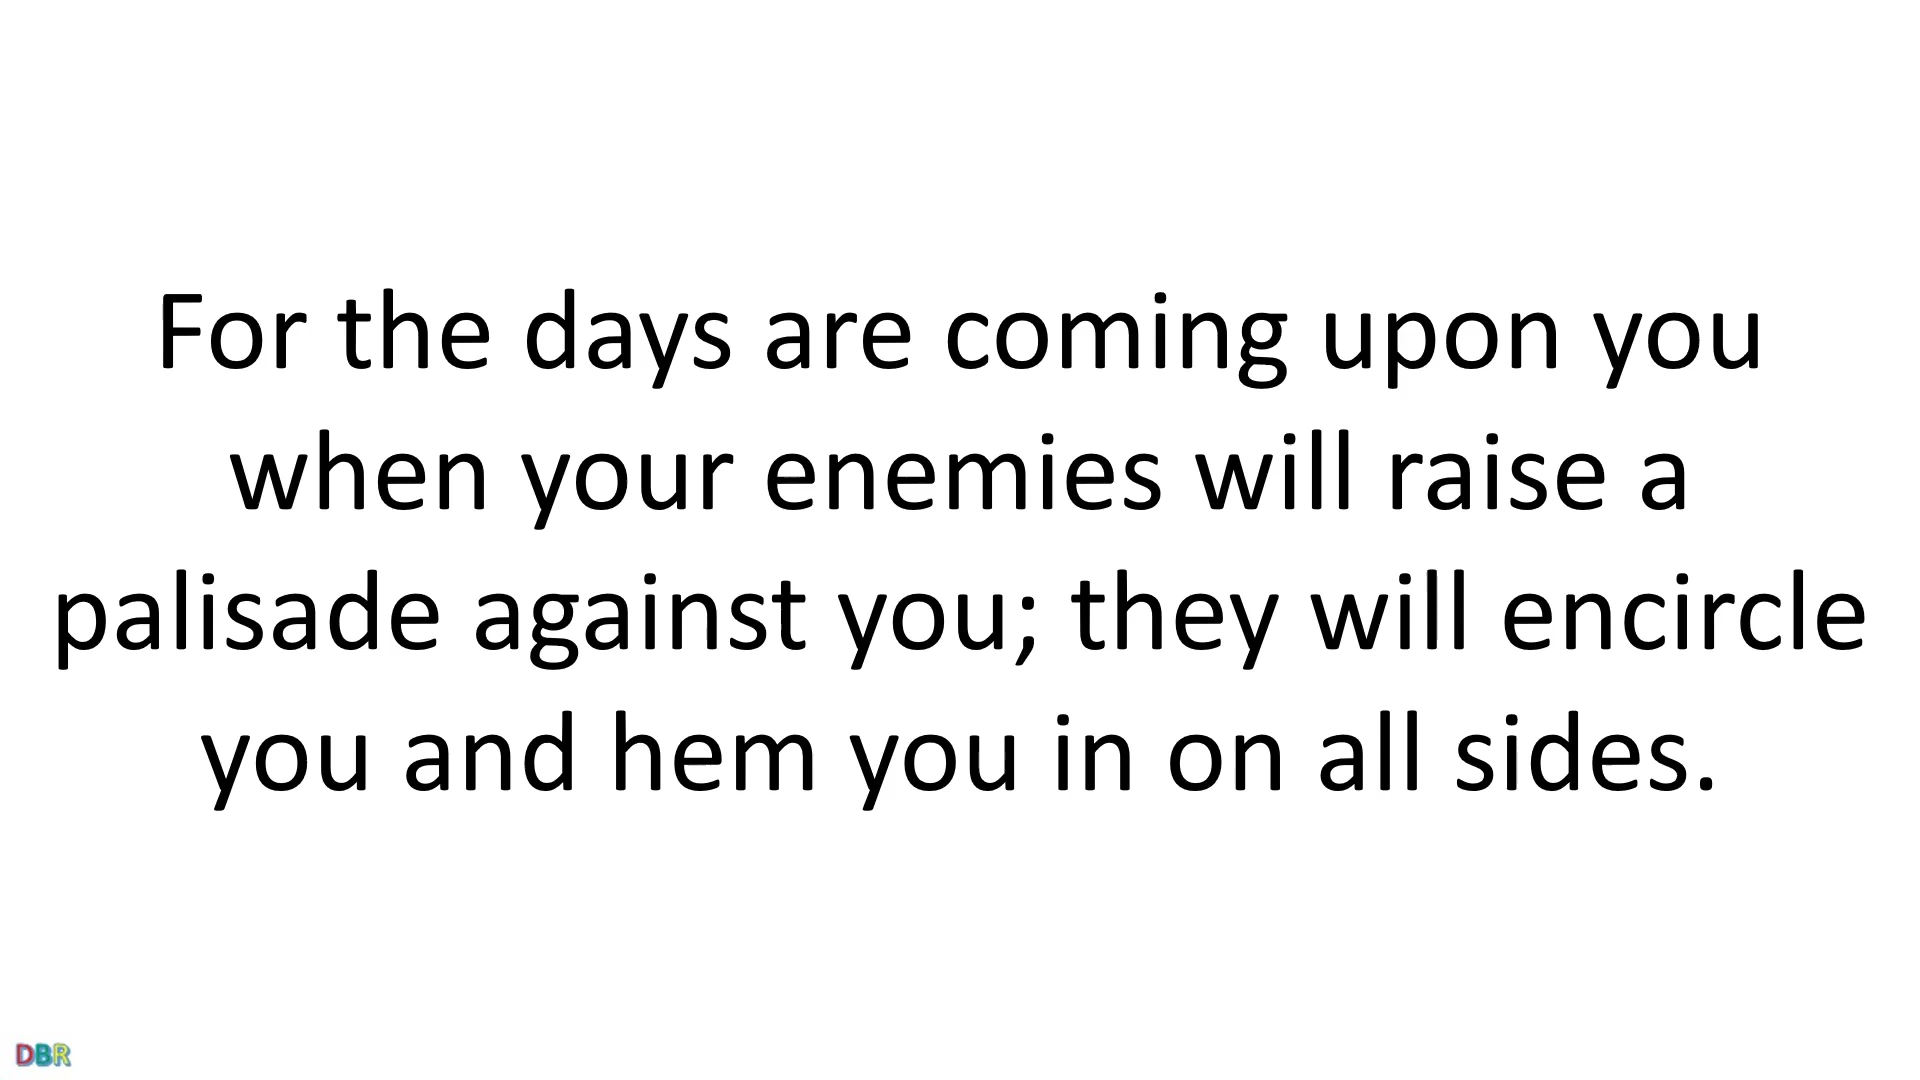 For the days are coming upon you
when your enemies will raise a
palisade against you; they will encircle
you and hem you in on all sides.
DBR